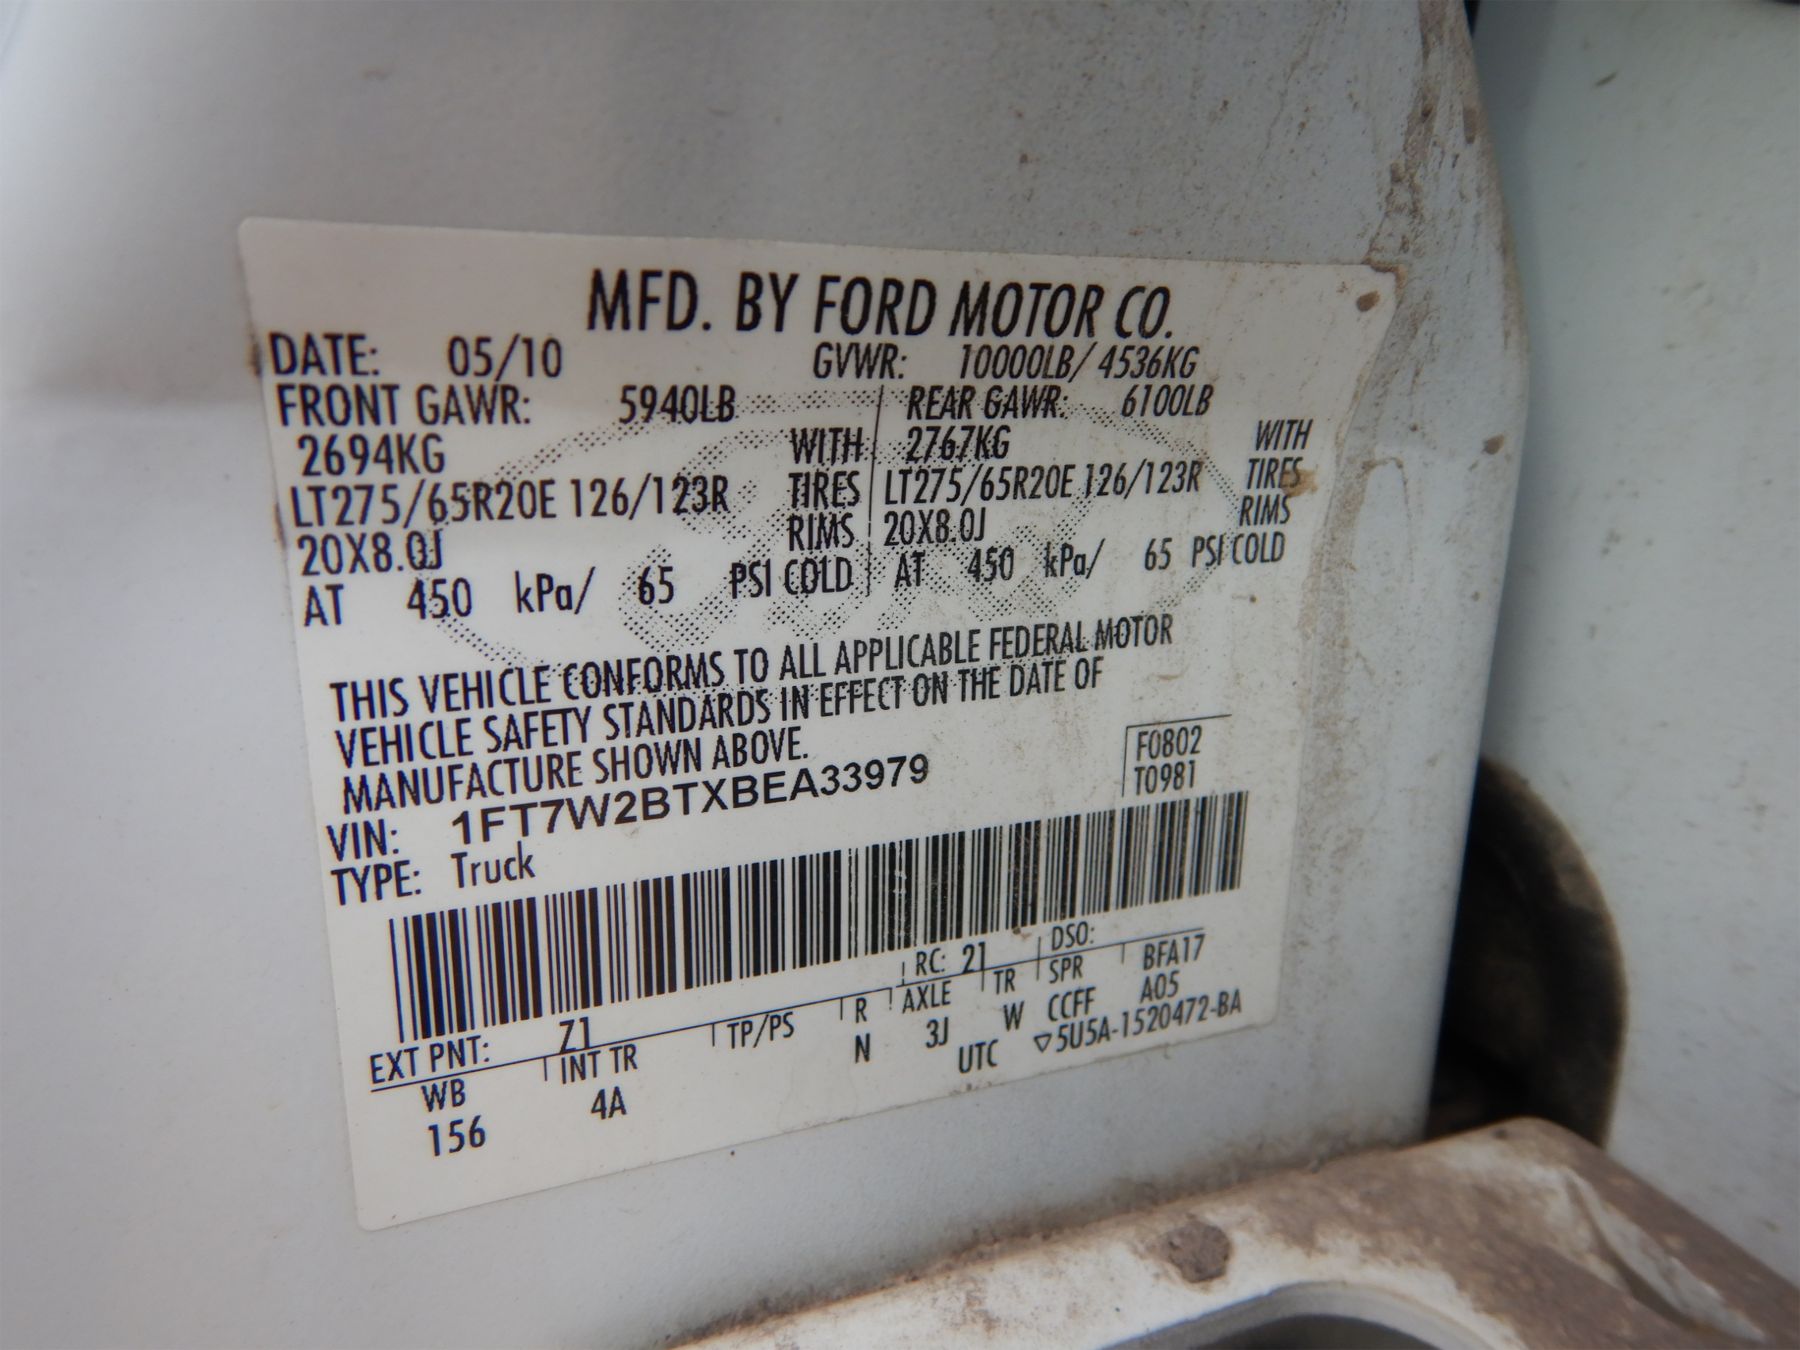 MFD. BY FORD MOTOR CO.
DATE: 05/10 GVWR: 10000LB/ 4536KG
FRONT GAWR: 5940LB REAR GAWR: 6100LB
2694KG WITH 2767KG WITH
LT275/65R20E 126/123R TIRES LT275/65R20E 126/123R TIRES
20X8.0J RIMS 20X8.0J RIMS
AT 450 kPa/ 65 PSI COLD AT 450 kPa/ 65 PSI COLD
THIS VEHICLE CONFORMS TO ALL APPLICABLE FEDERAL MOTOR
VEHICLE SAFETY STANDARDS IN EFFECT ON THE DATE OF
MANUFACTURE SHOWN ABOVE.
F0802
VIN: 1FT7W2BTXBEA33979
T0981
TYPE: Truck
EXT PNT: Z1 RC: 21 DSO:
WB INT TR TP/PS R AXLE TR SPR BFA17
156 4A N 3J W CCFF A05
UTC ▽5U5A-1520472-BA